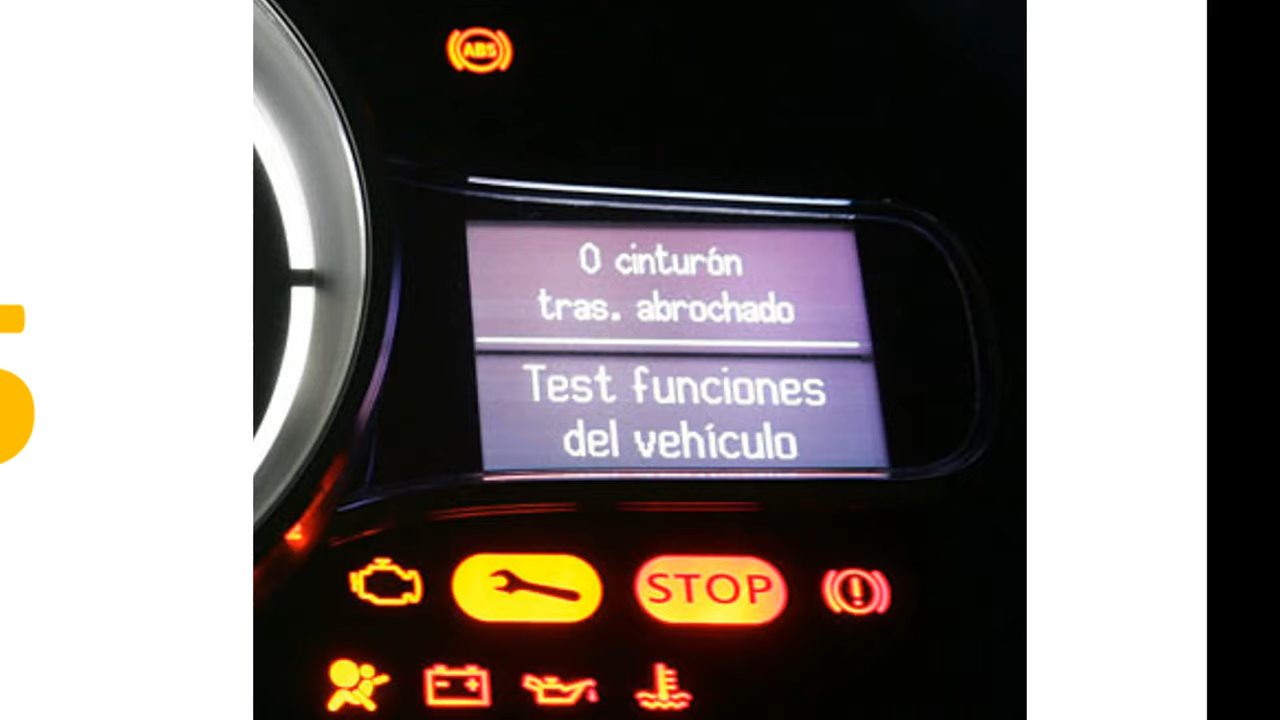 ABS
0 cinturón
tras. abrochado
Test funciones
del vehículo
STOP